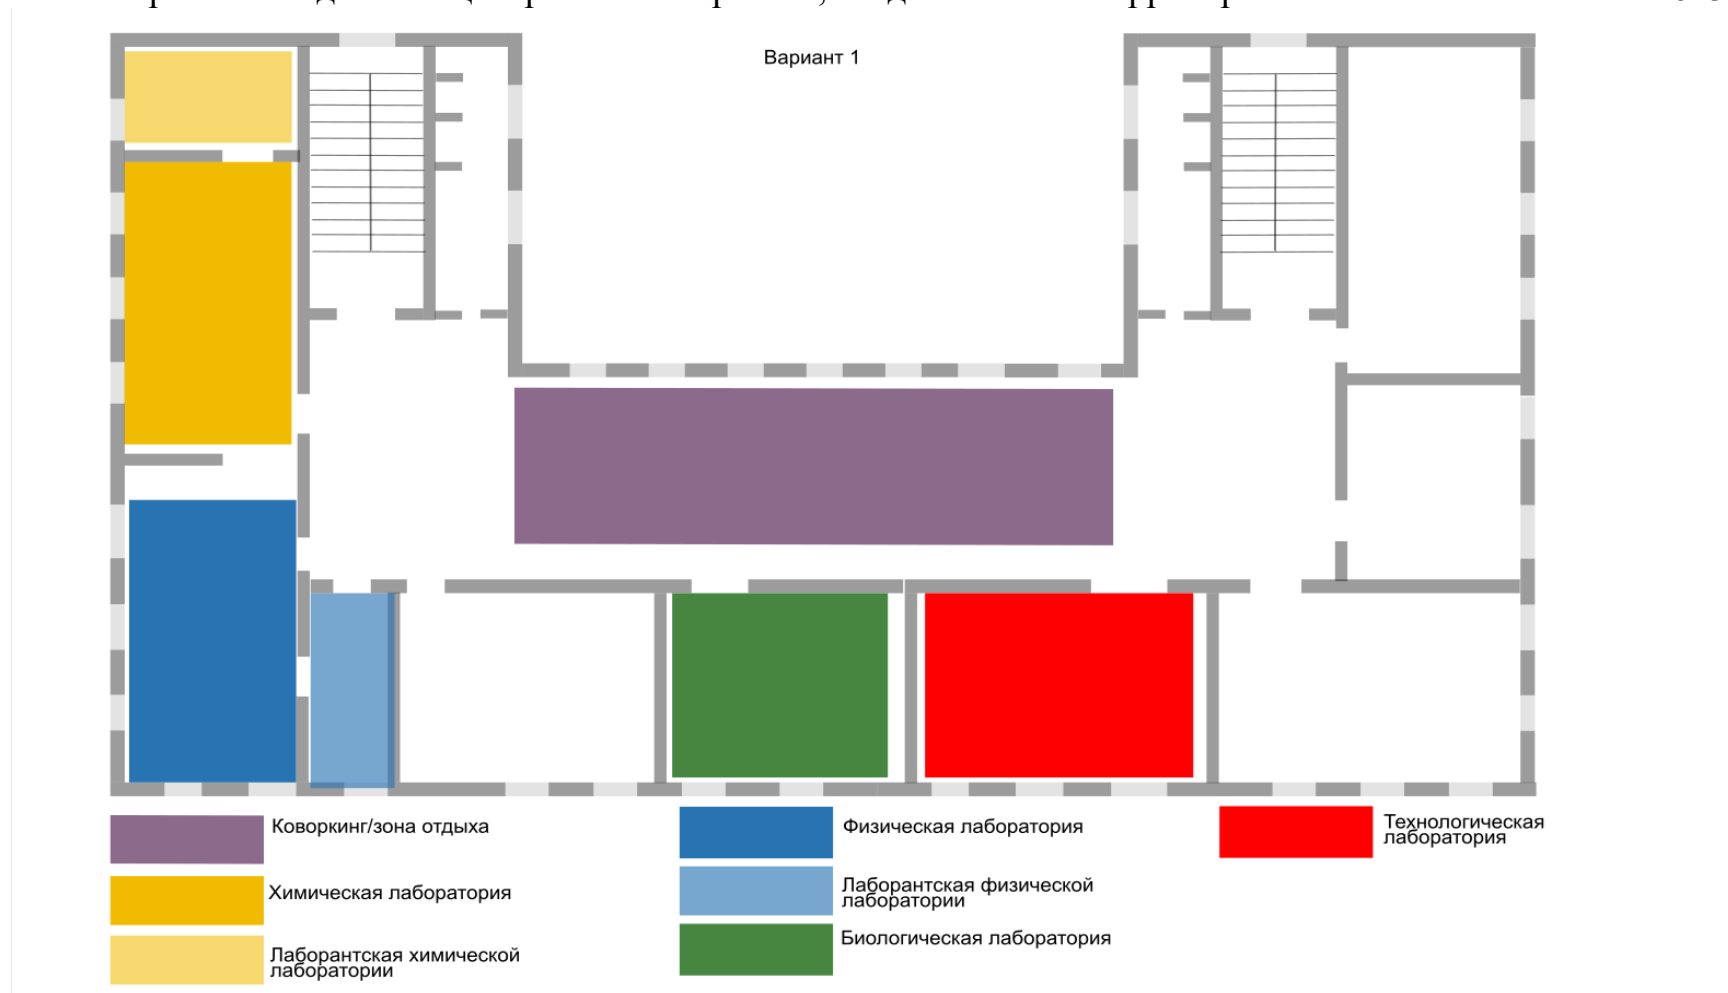 Вариант 1
Коворкинг/зона отдыха
Химическая лаборатория
Лаборантская химической
лаборатории
Физическая лаборатория
Лаборантская физической
лаборатории
Биологическая лаборатория
Технологическая
лаборатория